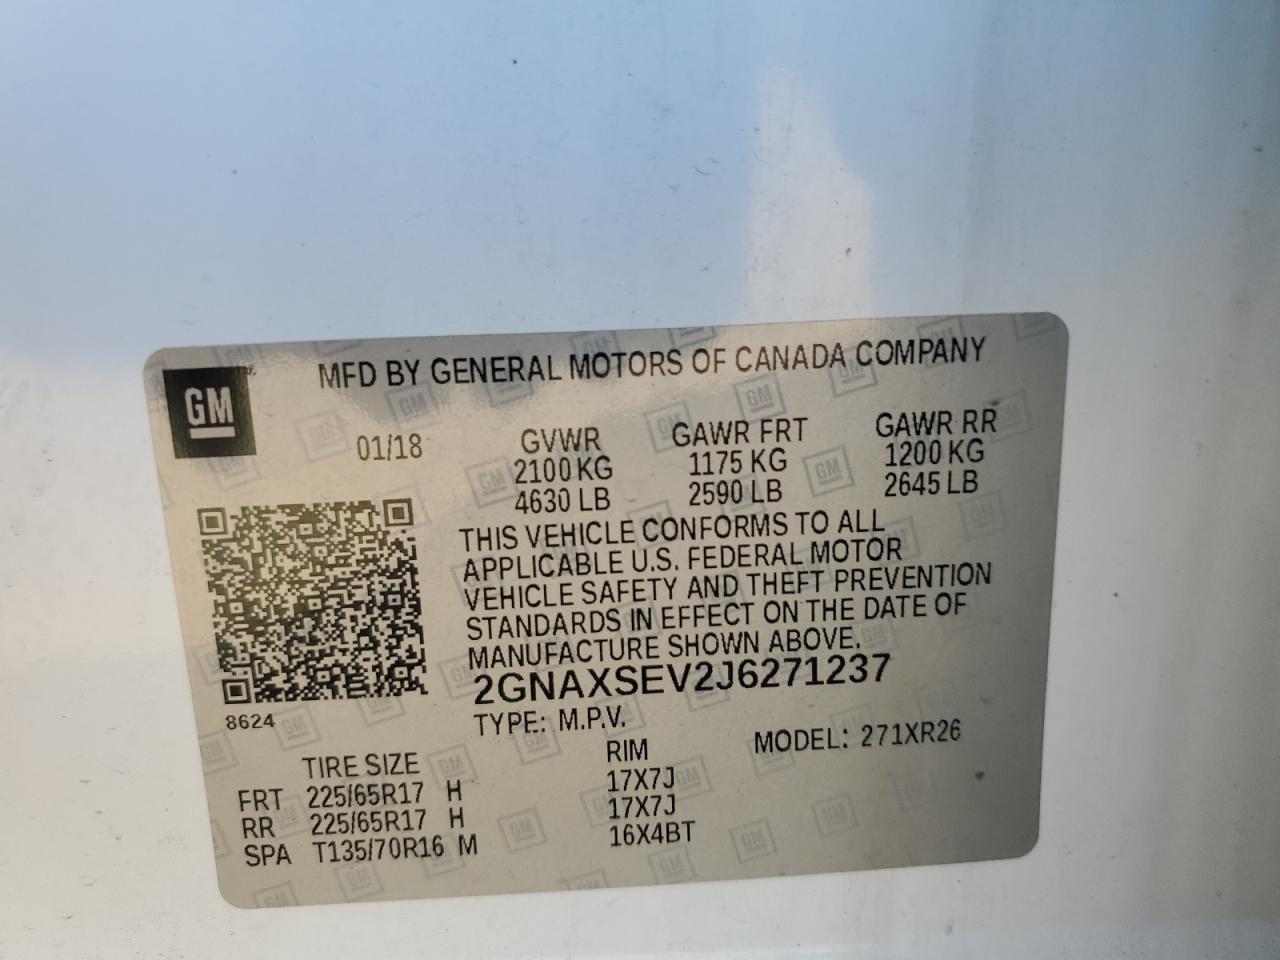 MFD BY GENERAL MOTORS OF CANADA COMPANY
GM
01/18 GVWR GAWR FRT GAWR RR
2100 KG 1175 KG 1200 KG
4630 LB 2590 LB 2645 LB
THIS VEHICLE CONFORMS TO ALL
APPLICABLE U.S. FEDERAL MOTOR
VEHICLE SAFETY AND THEFT PREVENTION
STANDARDS IN EFFECT ON THE DATE OF
MANUFACTURE SHOWN ABOVE.
2GNAXSEV2J6271237
8624
TYPE: M.P.V. MODEL: 271XR26
TIRE SIZE RIM
FRT 225/65R17 H 17X7J
RR 225/65R17 H 17X7J
SPA T135/70R16 M 16X4BT